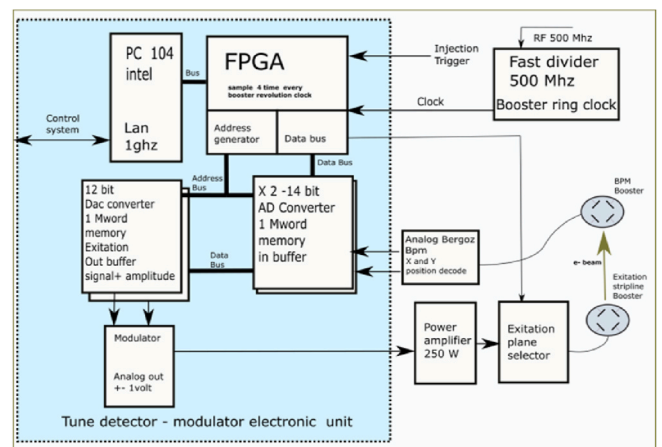 RF 500 Mhz
PC 104
intel
Lan
1ghz
Bus
FPGA
sample 4 time every
booster revolution clock
Injection
Trigger
Fast divider
500 Mhz
Booster ring clock
Clock
Control
system
Address
generator
Data bus
Data Bus
Address
Bus
12 bit
Dac converter
1 Mword
memory
Exitation
Out buffer
signal+ amplitude
X 2 -14 bit
AD Converter
1 Mword
memory
in buffer
Data
Bus
Analog Bergoz
Bpm
X and Y
position decode
BPM
Booster
e- beam
Exitation
stripline
Booster
Modulator
Analog out
+- 1volt
Power
amplifier
250 W
Exitation
plane
selector
Tune detector - modulator electronic unit